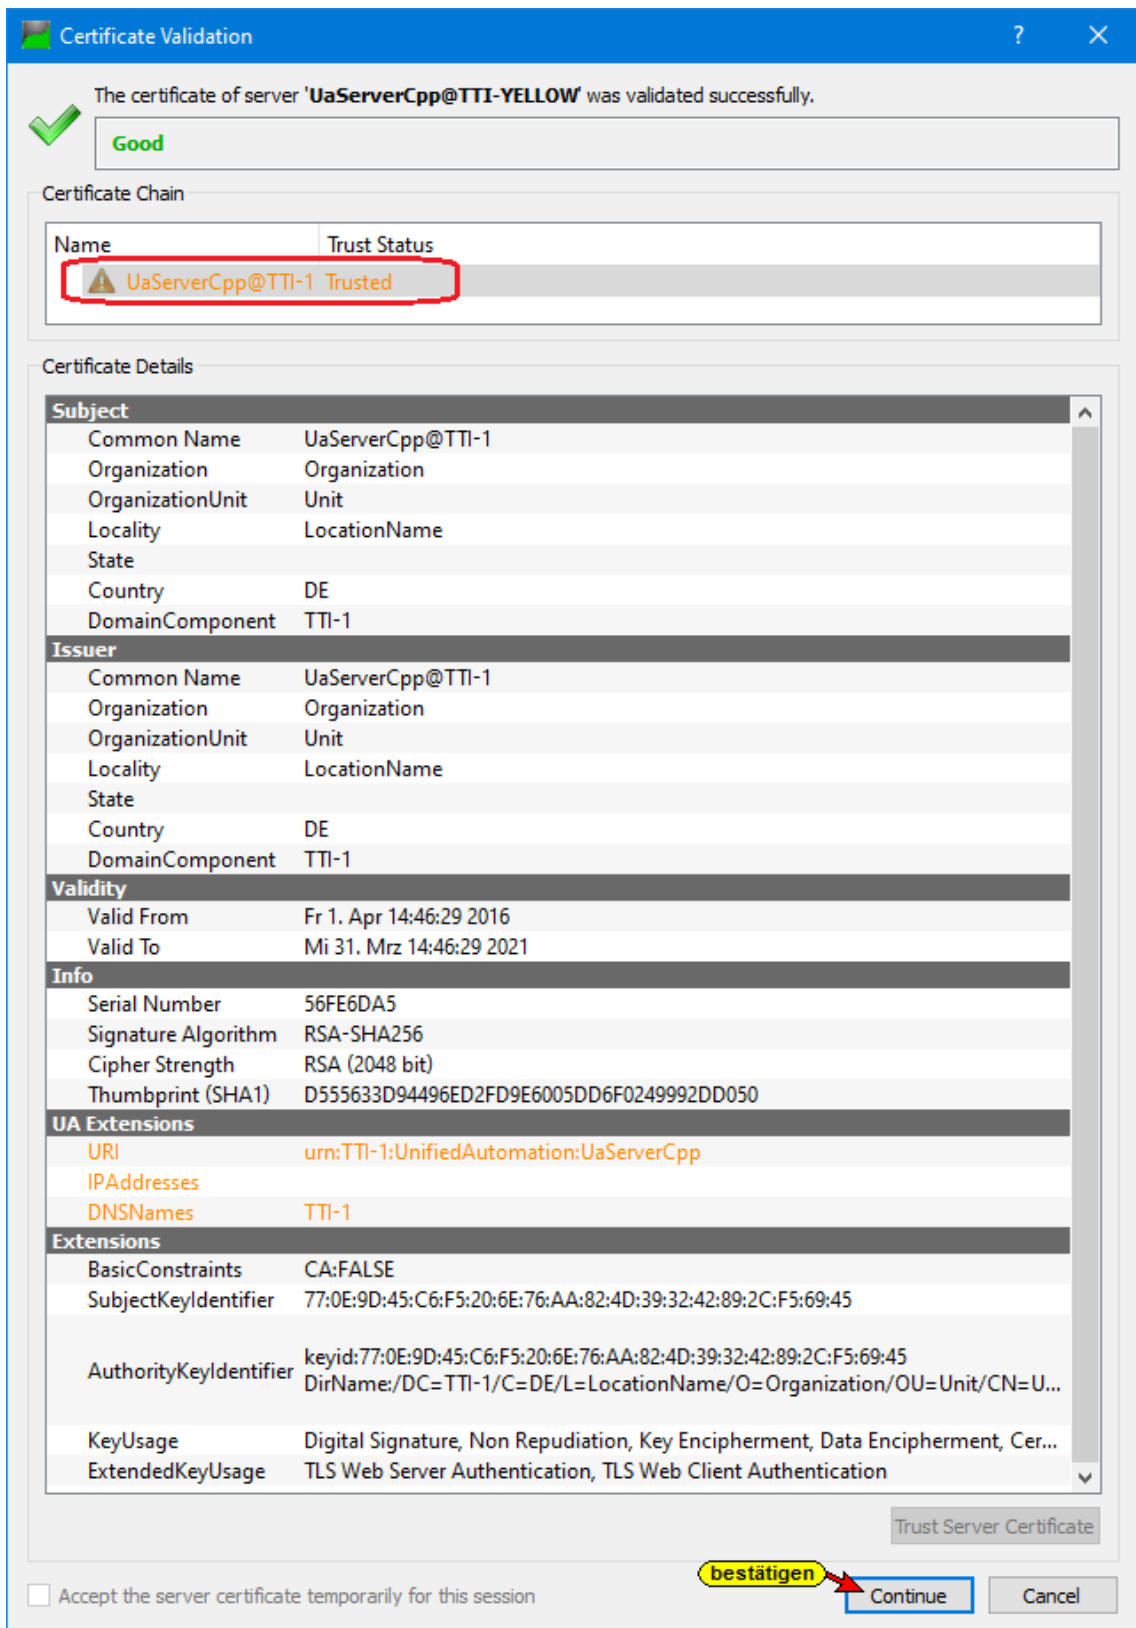 Certificate Validation
?
The certificate of server 'UaServerCpp@TTI-YELLOW' was validated successfully.
Good
Certificate Chain
Name Trust Status
UaServerCpp@TTI-1 Trusted
Certificate Details
Subject
Common Name UaServerCpp@TTI-1
Organization Organization
OrganizationUnit Unit
Locality LocationName
State
Country DE
DomainComponent TTI-1
Issuer
Common Name UaServerCpp@TTI-1
Organization Organization
OrganizationUnit Unit
Locality LocationName
State
Country DE
DomainComponent TTI-1
Validity
Valid From Fr 1. Apr 14:46:29 2016
Valid To Mi 31. Mrz 14:46:29 2021
Info
Serial Number 56FE6DA5
Signature Algorithm RSA-SHA256
Cipher Strength RSA (2048 bit)
Thumbprint (SHA1) D555633D94496ED2FD9E6005DD6F0249992DD050
UA Extensions
URI urn:TTI-1:UnifiedAutomation:UaServerCpp
IPAddresses
DNSNames TTI-1
Extensions
BasicConstraints CA:FALSE
SubjectKeyIdentifier 77:0E:9D:45:C6:F5:20:6E:76:AA:82:4D:39:32:42:89:2C:F5:69:45
AuthorityKeyIdentifier keyid:77:0E:9D:45:C6:F5:20:6E:76:AA:82:4D:39:32:42:89:2C:F5:69:45
DirName:/DC=TTI-1/C=DE/L=LocationName/O=Organization/OU=Unit/CN=U...
KeyUsage Digital Signature, Non Repudiation, Key Encipherment, Data Encipherment, Cer...
ExtendedKeyUsage TLS Web Server Authentication, TLS Web Client Authentication
Trust Server Certificate
bestätigen
Accept the server certificate temporarily for this session Continue Cancel